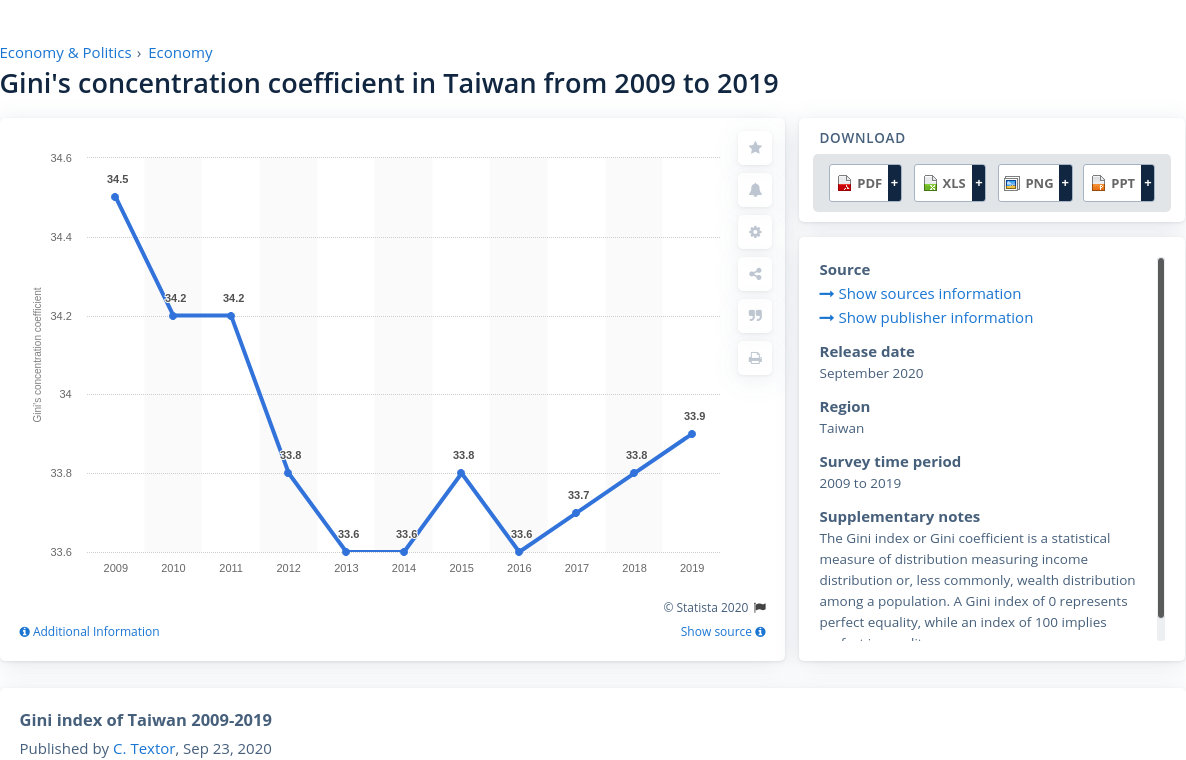 Economy & Politics › Economy
Gini's concentration coefficient in Taiwan from 2009 to 2019
34.6
34.4
34.2
34
33.8
33.6
Gini's concentration coefficient
34.5
34.2
34.2
33.8
33.6
33.6
33.8
33.6
33.7
33.8
33.9
2009 2010 2011 2012 2013 2014 2015 2016 2017 2018 2019
© Statista 2020
Additional Information
Show source
DOWNLOAD
PDF + XLS + PNG + PPT +
Source
Show sources information
Show publisher information
Release date
September 2020
Region
Taiwan
Survey time period
2009 to 2019
Supplementary notes
The Gini index or Gini coefficient is a statistical
measure of distribution measuring income
distribution or, less commonly, wealth distribution
among a population. A Gini index of 0 represents
perfect equality, while an index of 100 implies
Gini index of Taiwan 2009-2019
Published by C. Textor, Sep 23, 2020